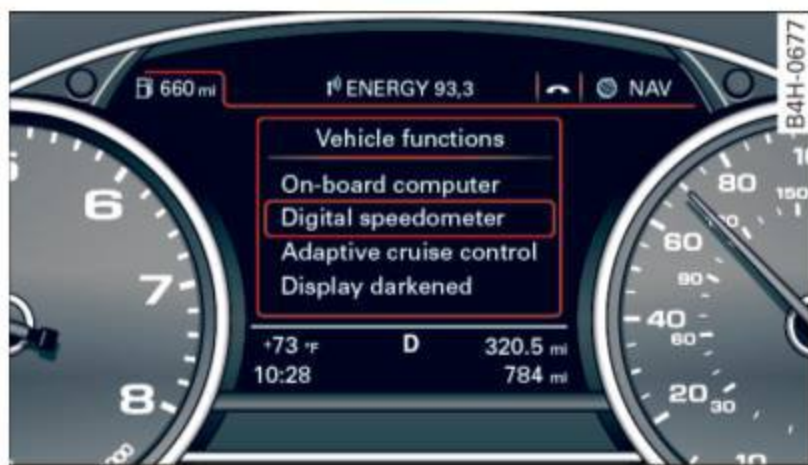 660 mi
ENERGY 93,3
NAV
B4H-0677
Vehicle functions
On-board computer
Digital speedometer
Adaptive cruise control
Display darkened
+73 °F
D
320.5 mi
10:28
784 mi
6
7
8
80
150
60
90
40
60
20
30